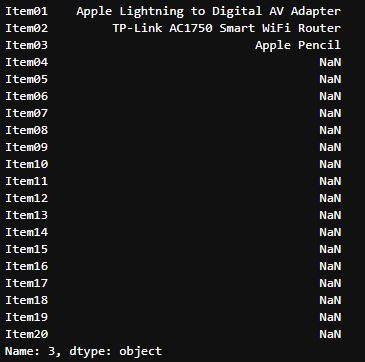 Item01 Apple Lightning to Digital AV Adapter
Item02 TP-Link AC1750 Smart WiFi Router
Item03 Apple Pencil
Item04 NaN
Item05 NaN
Item06 NaN
Item07 NaN
Item08 NaN
Item09 NaN
Item10 NaN
Item11 NaN
Item12 NaN
Item13 NaN
Item14 NaN
Item15 NaN
Item16 NaN
Item17 NaN
Item18 NaN
Item19 NaN
Item20 NaN
Name: 3, dtype: object